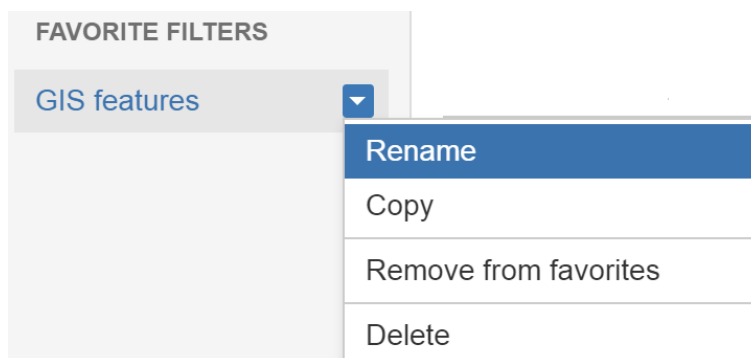 FAVORITE FILTERS
GIS features
Rename
Copy
Remove from favorites
Delete